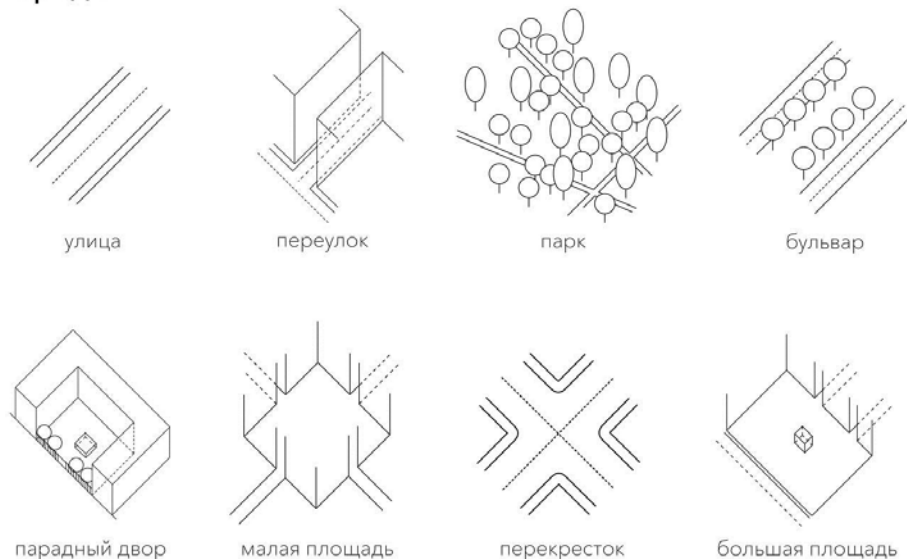 улица
переулок
парк
бульвар
парадный двор
малая площадь
перекресток
большая площадь